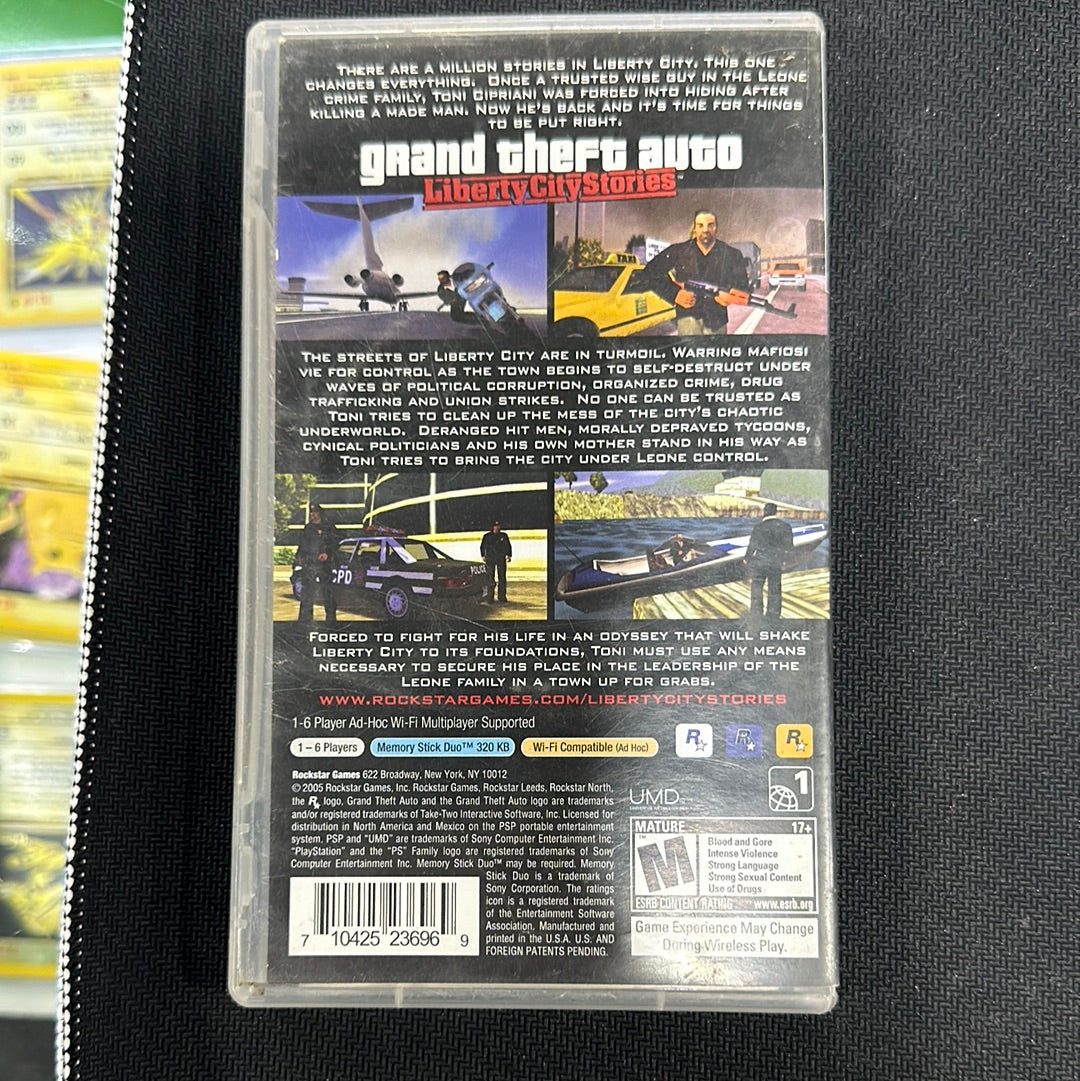 There are a million stories in Liberty City. This one
changes everything. Once a trusted wise guy in the Leone
crime family, Toni Cipriani was forced into hiding after
killing a made man. Now he's back and it's time for things
to be put right.
grand theft auto
Liberty City Stories
The streets of Liberty City are in turmoil. Warring mafiosi
vie for control as the town begins to self-destruct under
waves of political corruption, organized crime, drug
trafficking and union strikes. No one can be trusted as
Toni tries to clean up the mess of the city's chaotic
underworld. Deranged hit men, morally depraved tycoons,
cynical politicians and his own mother stand in his way as
Toni tries to bring the city under Leone control.
TAXI
CPD
POLICE
Forced to fight for his life in an odyssey that will shake
Liberty City to its foundations, Toni must use any means
necessary to secure his place in the leadership of the
Leone family in a town up for grabs.
www.rockstargames.com/libertycitystories
1-6 Player Ad-Hoc Wi-Fi Multiplayer Supported
1 – 6 Players
Memory Stick Duo™ 320 KB
Wi-Fi Compatible (Ad Hoc)
R
R
R
Rockstar Games 622 Broadway, New York, NY 10012
© 2005 Rockstar Games, Inc. Rockstar Games, Rockstar Leeds, Rockstar North,
the R logo, Grand Theft Auto and the Grand Theft Auto logo are trademarks
and/or registered trademarks of Take-Two Interactive Software, Inc. Licensed for
distribution in North America and Mexico on the PSP portable entertainment
system. PSP and "UMD" are trademarks of Sony Computer Entertainment Inc.
"PlayStation" and the "PS" Family logo are registered trademarks of Sony
Computer Entertainment Inc. Memory Stick Duo™ may be required. Memory
Stick Duo is a trademark of
Sony Corporation. The ratings
icon is a registered trademark
of the Entertainment Software
Association. Manufactured and
printed in the U.S.A. U.S. AND
FOREIGN PATENTS PENDING.
7 10425 23696 9
UMD
1
MATURE 17+
M
Blood and Gore
Intense Violence
Strong Language
Strong Sexual Content
Use of Drugs
ESRB CONTENT RATING www.esrb.org
Game Experience May Change
During Wireless Play.